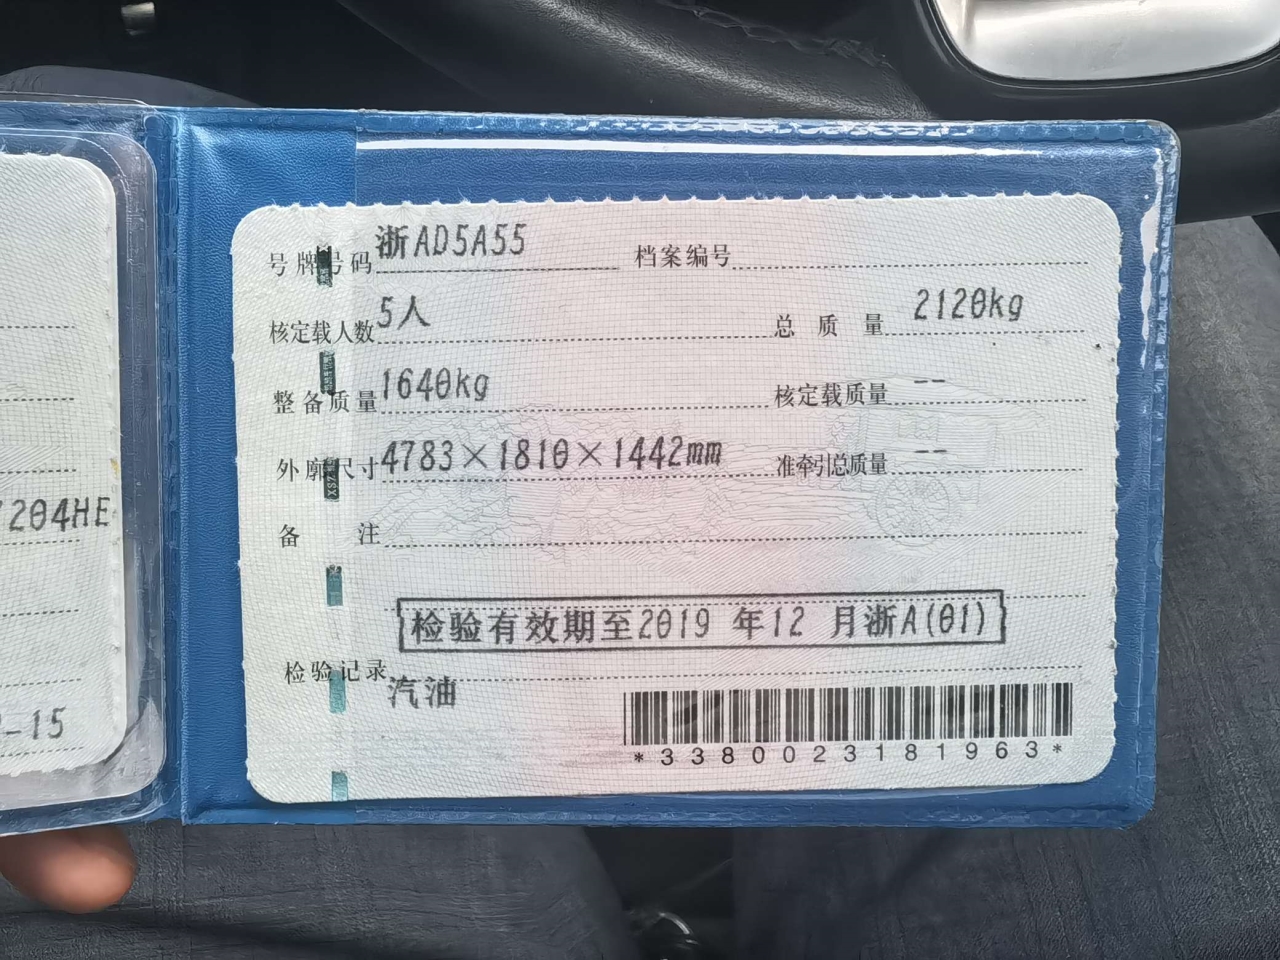 号牌号码 浙AD5A55 档案编号
核定载人数 5人 总质量 2120kg
整备质量 1640kg 核定载质量 --
外廓尺寸 4783×1810×1442mm 准牵引总质量 --
备注
检验有效期至2019 年12 月浙A(01)
检验记录
汽油
*3380023181963*
204HE
-15